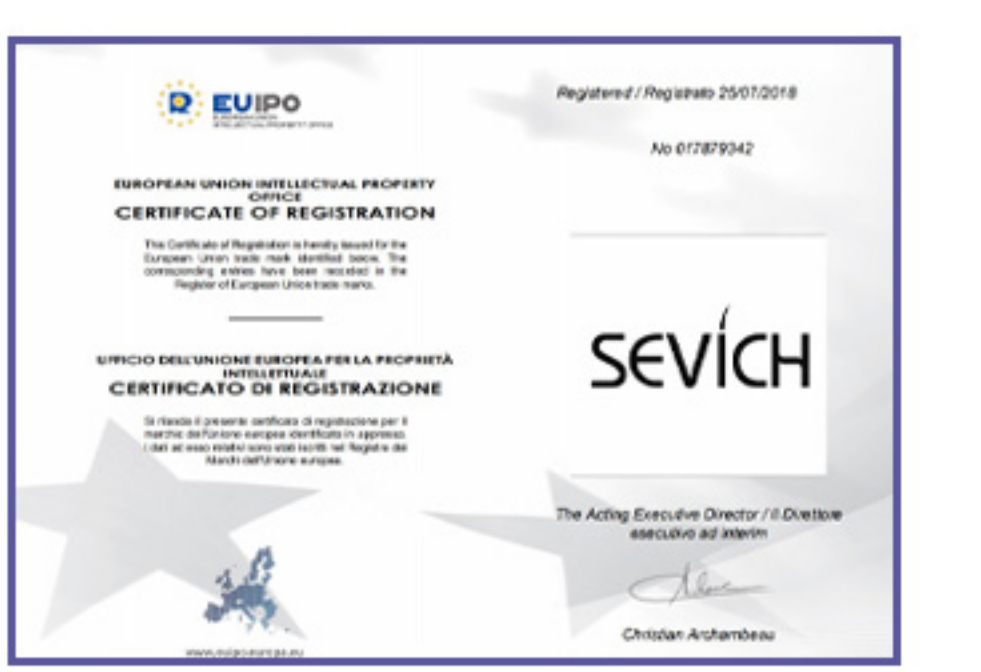 EUIPO
EUROPEAN UNION
INTELLECTUAL PROPERTY OFFICE
EUROPEAN UNION INTELLECTUAL PROPERTY
OFFICE
CERTIFICATE OF REGISTRATION
This Certificate of Registration is hereby issued for the
European Union trade mark identified below. The
corresponding entries have been recorded in the
Register of European Union trade marks.
UFFICIO DELL'UNIONE EUROPEA PER LA PROPRIETÀ
INTELLETTUALE
CERTIFICATO DI REGISTRAZIONE
Si rilascia il presente certificato di registrazione per il
marchio dell'Unione europea identificato in appresso.
I dati ad esso relativi sono stati iscritti nel Registro dei
Marchi dell'Unione europea.
www.euipo.europa.eu
Registered / Registrato 25/07/2018
No 017879342
SEVICH
The Acting Executive Director / Il Direttore
esecutivo ad interim
Christian Archambeau